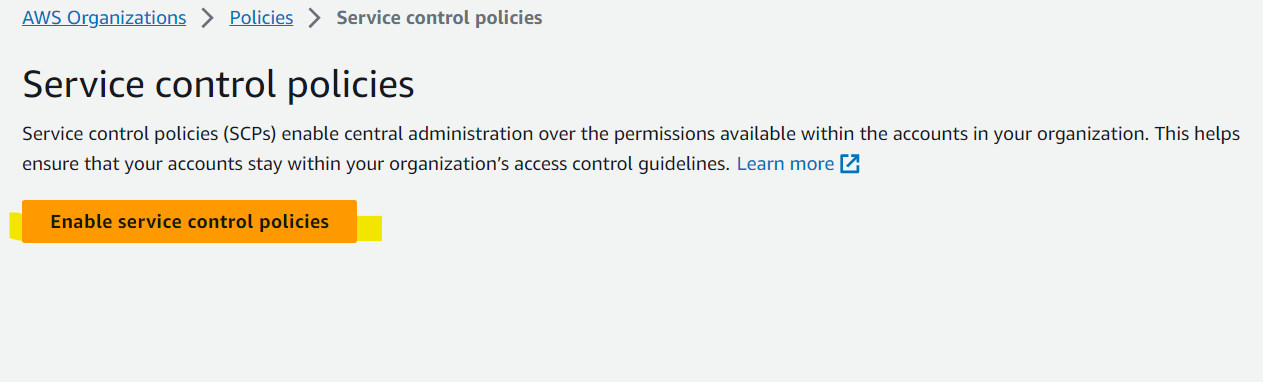 AWS Organizations > Policies > Service control policies
Service control policies
Service control policies (SCPs) enable central administration over the permissions available within the accounts in your organization. This helps
ensure that your accounts stay within your organization’s access control guidelines. Learn more
Enable service control policies